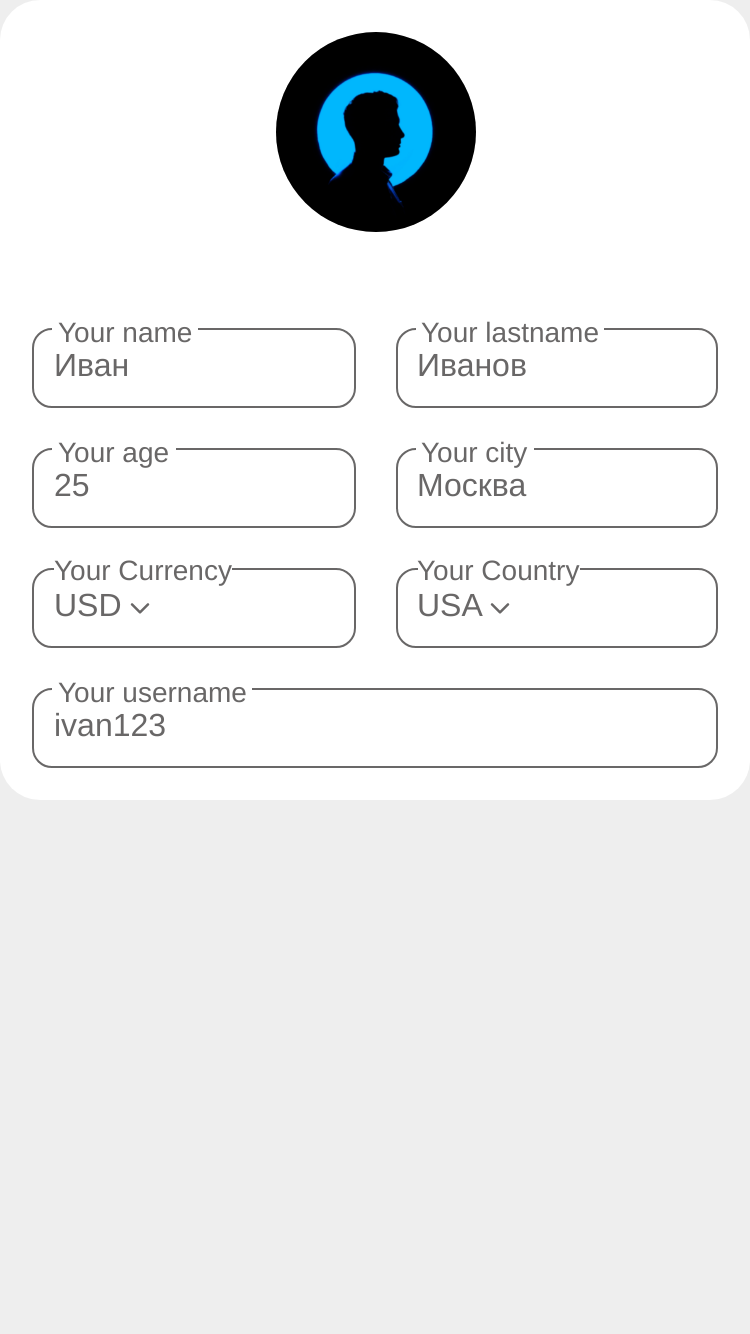 Your name
Иван
Your lastname
Иванов
Your age
25
Your city
Москва
Your Currency
USD
Your Country
USA
Your username
ivan123